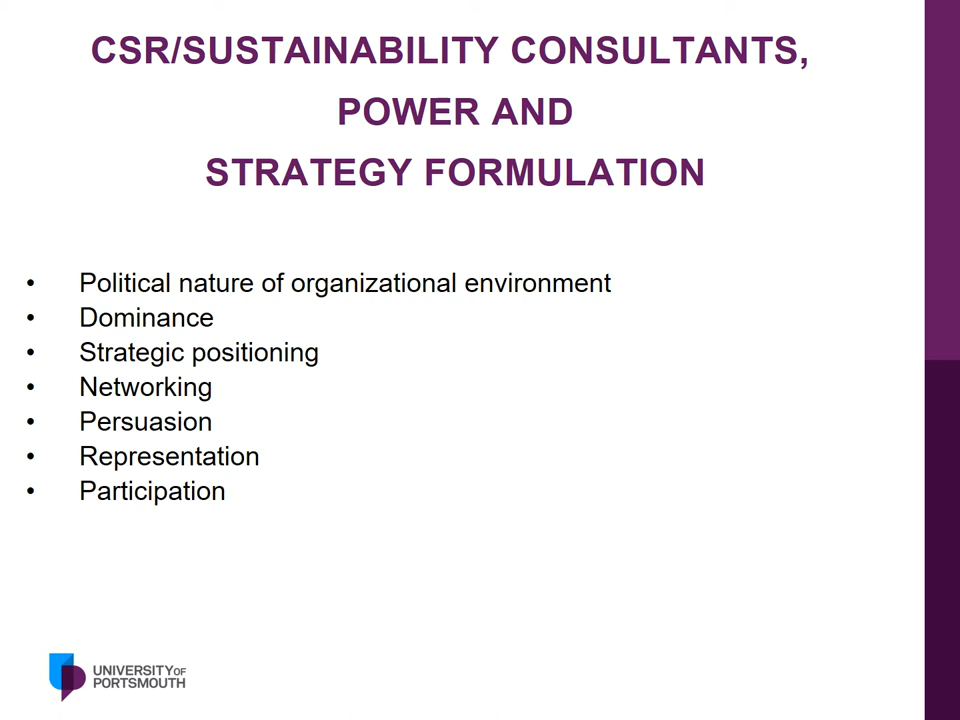 CSR/SUSTAINABILITY CONSULTANTS,
POWER AND
STRATEGY FORMULATION
• Political nature of organizational environment
• Dominance
• Strategic positioning
• Networking
• Persuasion
• Representation
• Participation
UNIVERSITY OF
PORTSMOUTH